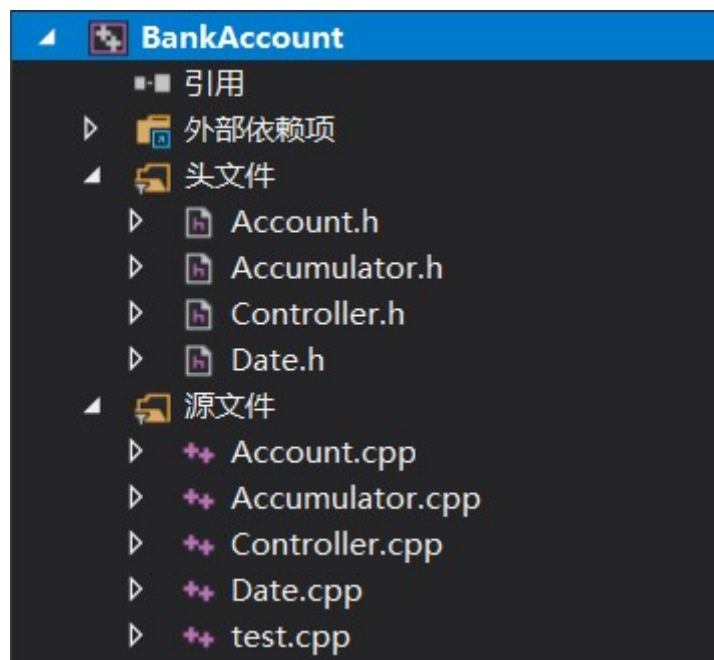 BankAccount
引用
外部依赖项
头文件
Account.h
Accumulator.h
Controller.h
Date.h
源文件
Account.cpp
Accumulator.cpp
Controller.cpp
Date.cpp
test.cpp